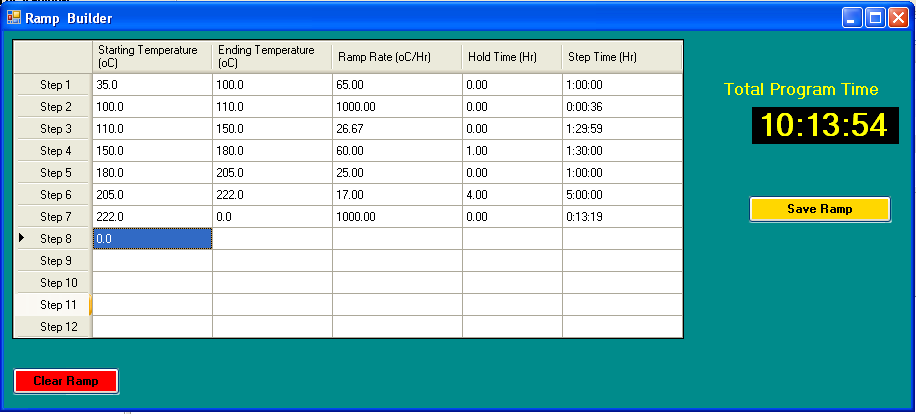 Ramp Builder
Starting Temperature (oC) Ending Temperature (oC) Ramp Rate (oC/Hr) Hold Time (Hr) Step Time (Hr)
Step 1 35.0 100.0 65.00 0.00 1:00:00
Step 2 100.0 110.0 1000.00 0.00 0:00:36
Step 3 110.0 150.0 26.67 0.00 1:29:59
Step 4 150.0 180.0 60.00 1.00 1:30:00
Step 5 180.0 205.0 25.00 0.00 1:00:00
Step 6 205.0 222.0 17.00 4.00 5:00:00
Step 7 222.0 0.0 1000.00 0.00 0:13:19
Step 8 0.0
Step 9
Step 10
Step 11
Step 12
Total Program Time
10:13:54
Save Ramp
Clear Ramp